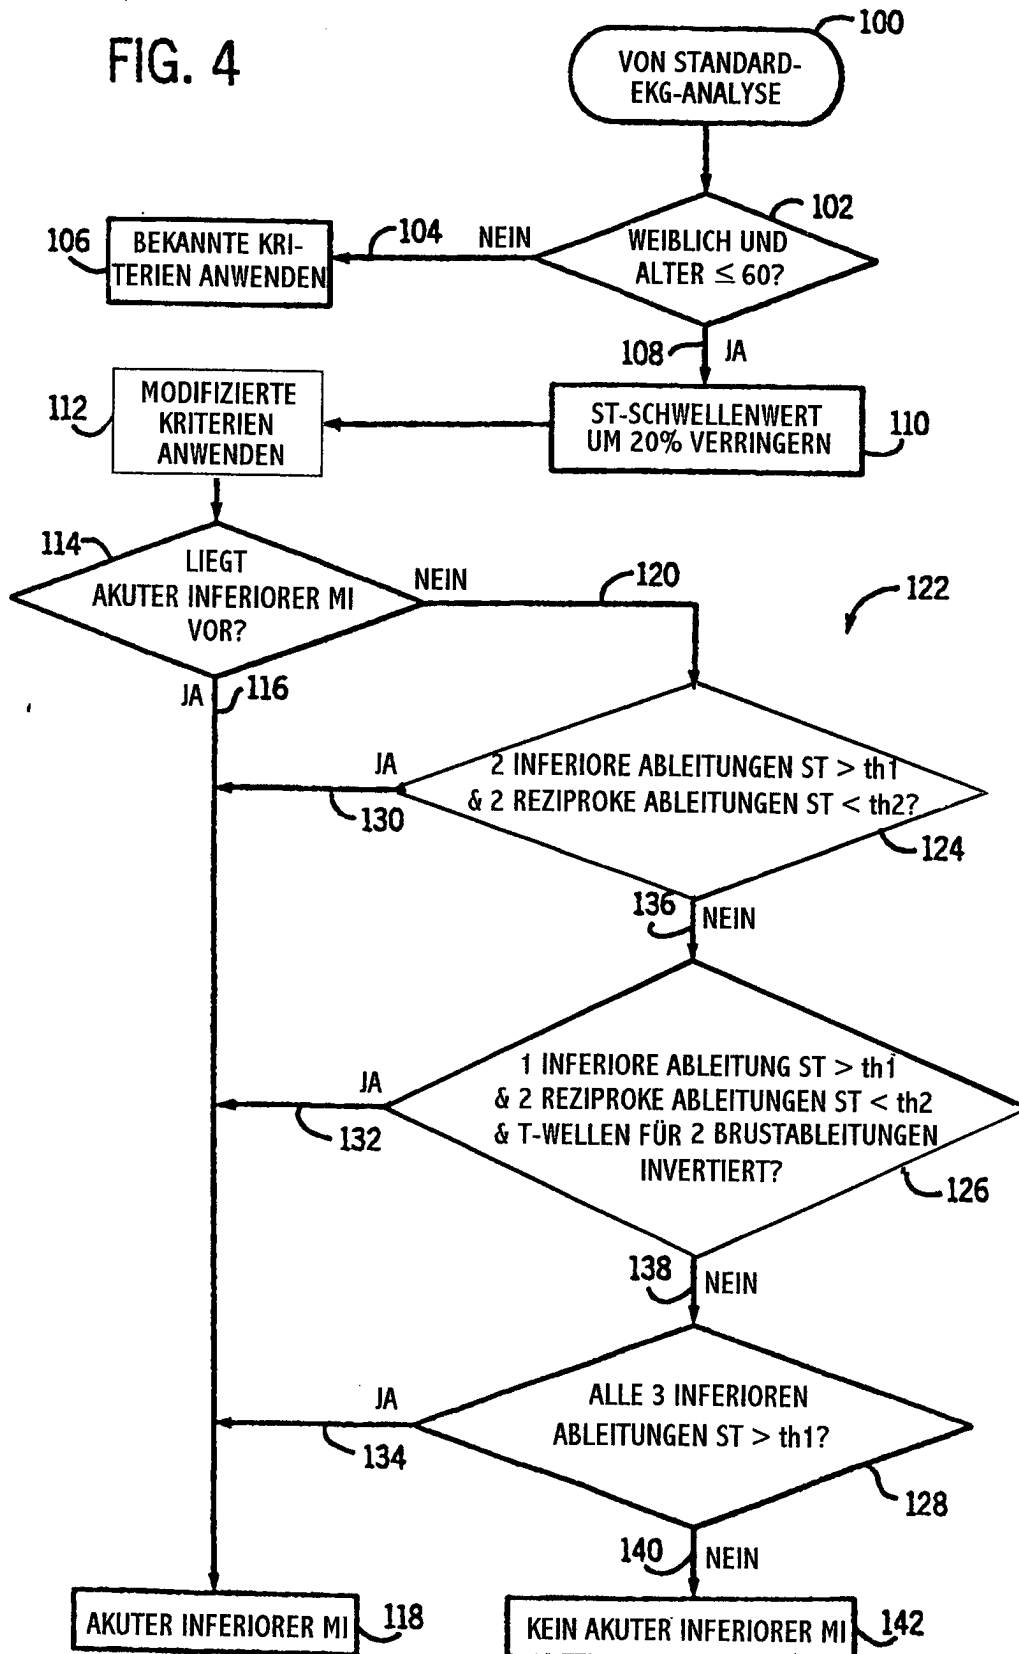 FIG. 4
100
VON STANDARD-
EKG-ANALYSE
102
WEIBLICH UND
ALTER ≤ 60?
NEIN
104
106
BEKANNTE KRI-
TERIEN ANWENDEN
108
JA
ST-SCHWELLENWERT
UM 20% VERRINGERN
110
112
MODIFIZIERTE
KRITERIEN
ANWENDEN
114
LIEGT
AKUTER INFERIORER MI
VOR?
NEIN
120
122
JA
116
JA
2 INFERIORE ABLEITUNGEN ST > th1
& 2 REZIPROKE ABLEITUNGEN ST < th2?
130
124
136
NEIN
JA
1 INFERIORE ABLEITUNG ST > th1
& 2 REZIPROKE ABLEITUNGEN ST < th2
& T-WELLEN FÜR 2 BRUSTABLEITUNGEN
INVERTIERT?
132
126
138
NEIN
JA
ALLE 3 INFERIOREN
ABLEITUNGEN ST > th1?
134
128
140
NEIN
AKUTER INFERIORER MI
118
KEIN AKUTER INFERIORER MI
142